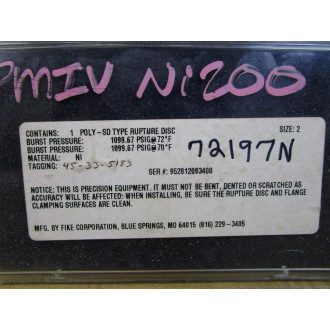 PMIV Ni200
CONTAINS: 1 POLY-SD TYPE RUPTURE DISC SIZE: 2
BURST PRESSURE: 1099.67 PSIG@72°F
BURST PRESSURE: 1099.67 PSIG@70°F
MATERIAL: NI 72197N
TAGGING: 45-33-5183
SER #: 952012093400
NOTICE: THIS IS PRECISION EQUIPMENT. IT MUST NOT BE BENT, DENTED OR SCRATCHED AS
ACCURACY WILL BE AFFECTED: WHEN INSTALLING, BE SURE THE RUPTURE DISC AND FLANGE
CLAMPING SURFACES ARE CLEAN.
MFG. BY FIKE CORPORATION, BLUE SPRINGS, MO 64015 (816) 229-3405